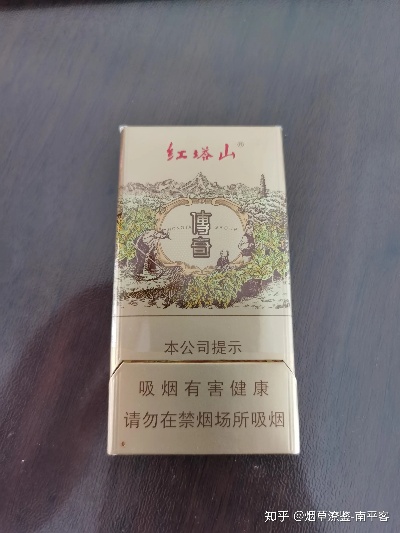 红塔山®
傳奇
本公司提示
吸烟有害健康
请勿在禁烟场所吸烟
知乎 @烟草潦鉴-南平客